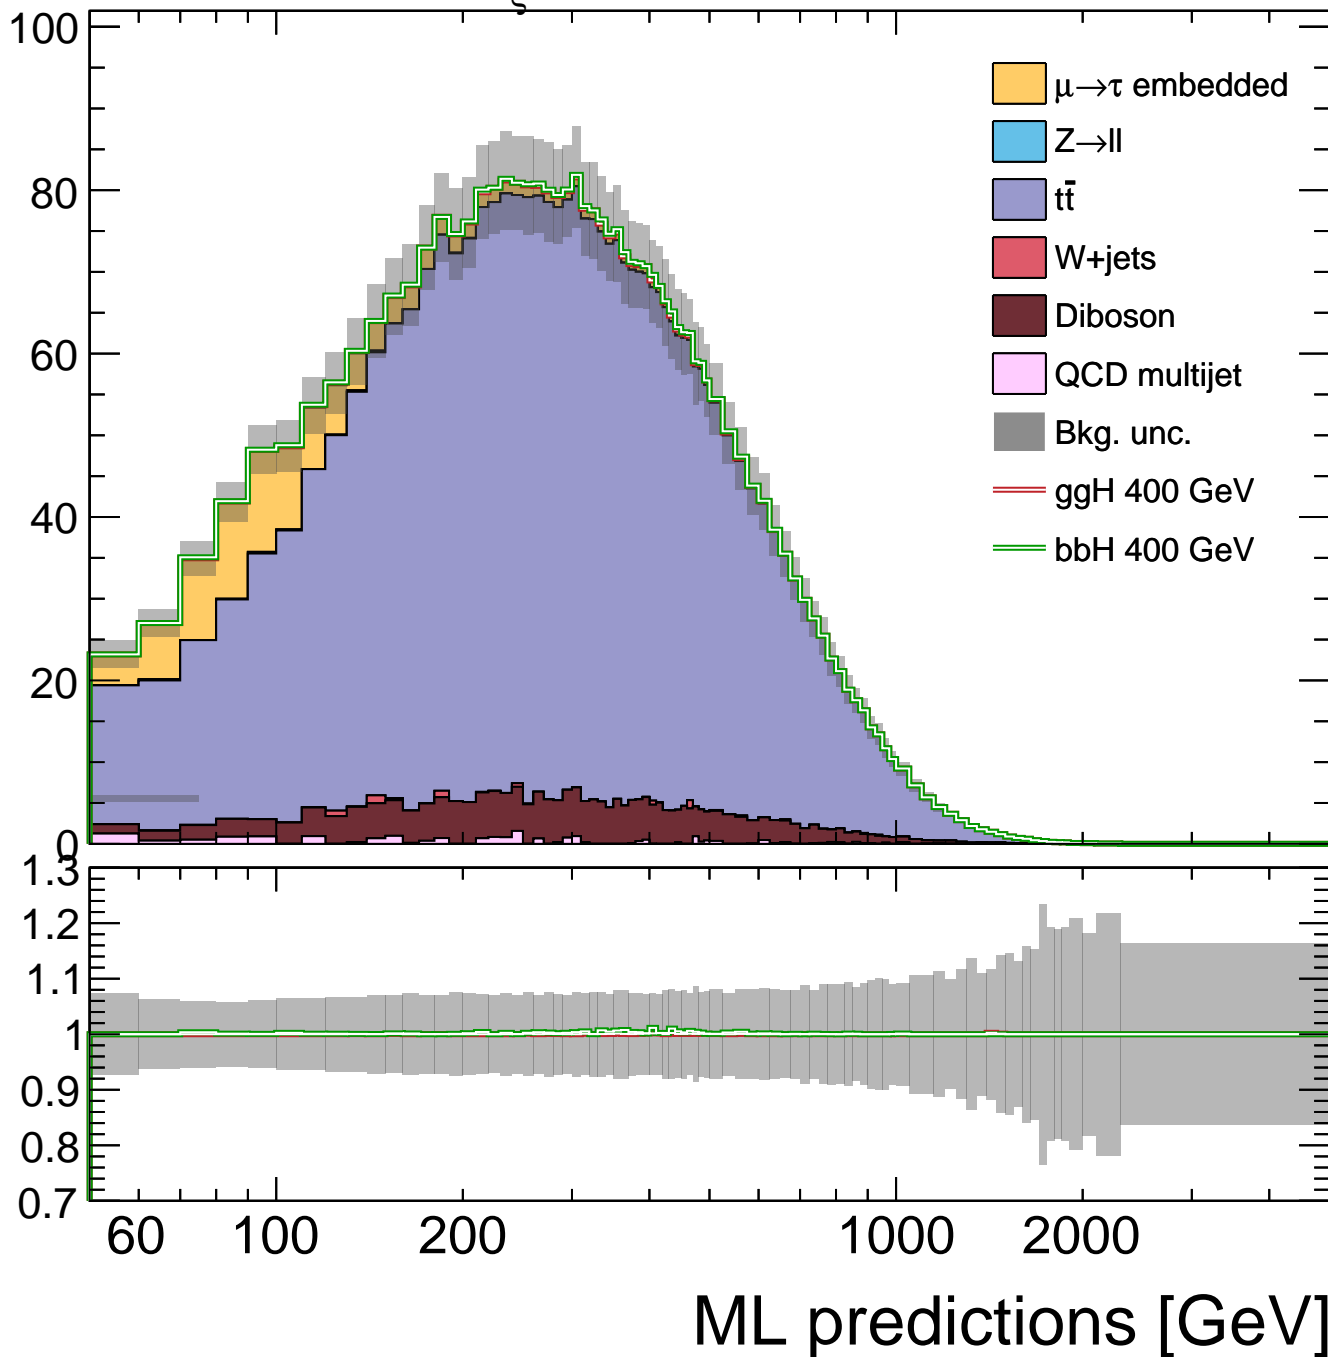 ξ
100
80
60
40
20
0
μ→τ embedded
Z→ll
tt̄
W+jets
Diboson
QCD multijet
Bkg. unc.
ggH 400 GeV
bbH 400 GeV
1.3
1.2
1.1
1
0.9
0.8
0.7
60 100 200 1000 2000
ML predictions [GeV]